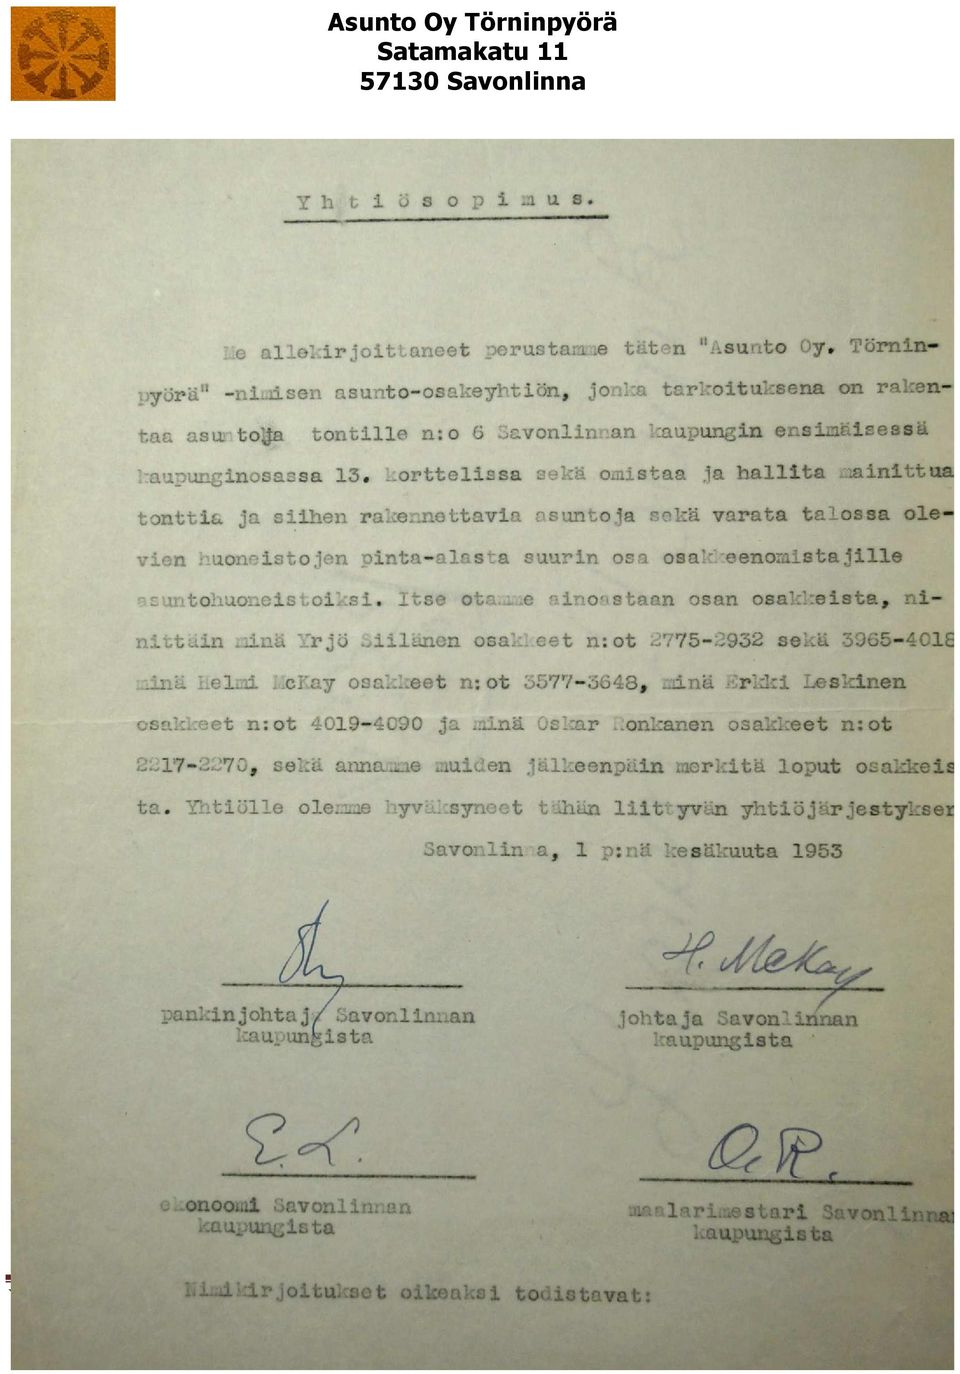 Asunto Oy Törninpyörä
Satamakatu 11
57130 Savonlinna
Yhtiösopimus.
Me allekirjoittaneet perustamme täten "Asunto Oy. Törnin-
pyörä" -nimisen asunto-osakeyhtiön, jonka tarkoituksena on raken-
taa asuntoja tontille n:o 6 Savonlinnan kaupungin ensimäisessä
kaupunginosassa 13. korttelissa sekä omistaa ja hallita mainittua
tonttia ja siihen rakennettavia asuntoja sekä varata talossa ole-
vien huoneistojen pinta-alasta suurin osa osakkeenomistajille
asuntohuoneistoiksi. Itse otamme ainoastaan osan osakkeista, ni-
nittäin minä Yrjö Siilänen osakkeet n:ot 2775-2932 sekä 3965-4018
minä Helmi McKay osakkeet n:ot 3577-3648, minä Erkki Leskinen
osakkeet n:ot 4019-4090 ja minä Oskar Ronkanen osakkeet n:ot
2217-2270, sekä annamme muiden jälkeenpäin merkitä loput osakkeis
ta. Yhtiölle olemme hyväksyneet tähän liittyvän yhtiöjärjestyksen
Savonlinna, 1 p:nä kesäkuuta 1953
H. McKay
pankinjohtaja Savonlinnan
kaupungista
johtaja Savonlinnan
kaupungista
E. L.
O. R.
ekonoomi Savonlinnan
kaupungista
maalarimestari Savonlinna
kaupungista
Nimikirjoitukset oikeaksi todistavat: